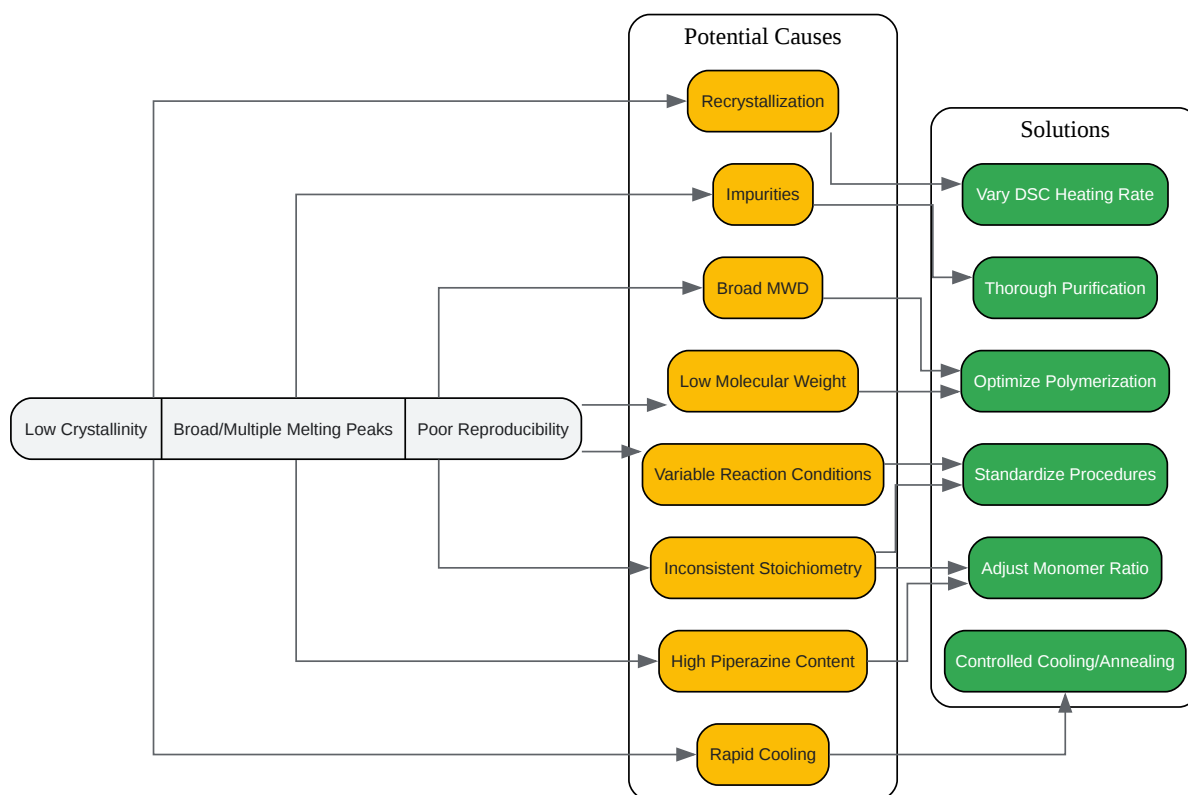 Potential Causes
Recrystallization
Impurities
Broad MWD
Low Molecular Weight
Variable Reaction Conditions
Inconsistent Stoichiometry
High Piperazine Content
Rapid Cooling
Solutions
Vary DSC Heating Rate
Thorough Purification
Optimize Polymerization
Standardize Procedures
Adjust Monomer Ratio
Controlled Cooling/Annealing
Low Crystallinity
Broad/Multiple Melting Peaks
Poor Reproducibility